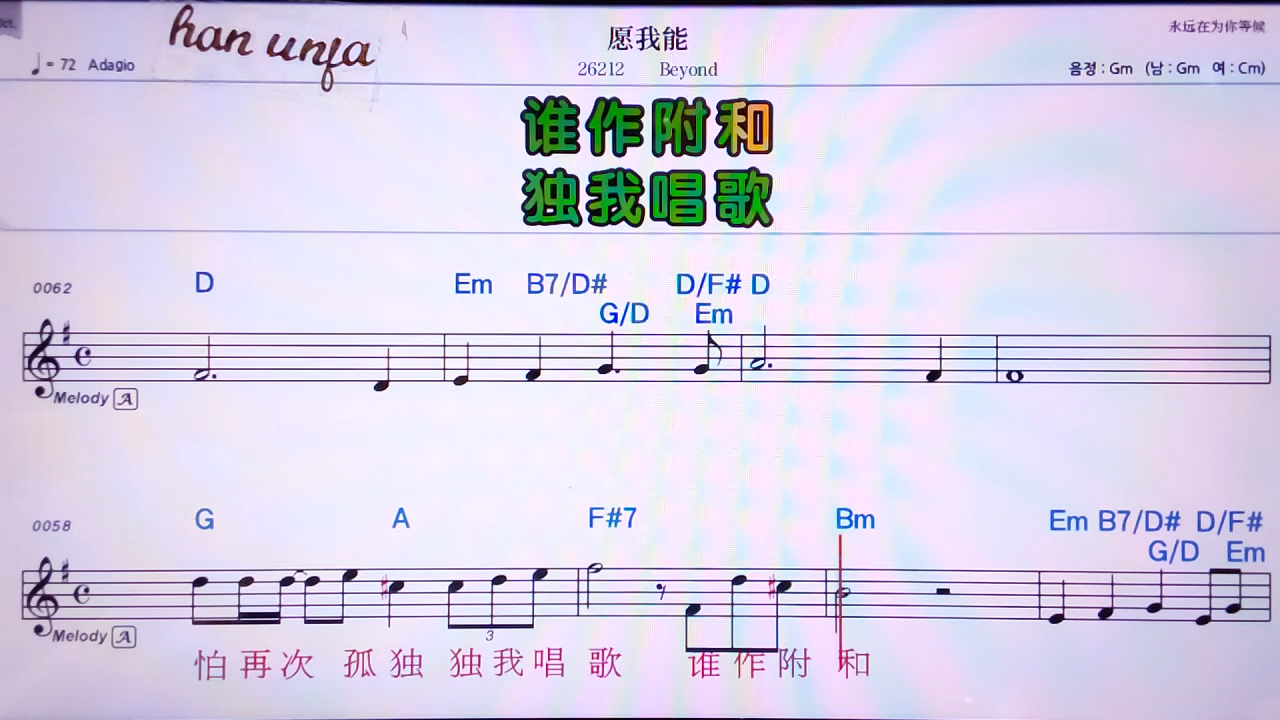 han unfa
愿我能
永远在为你等候
♩= 72 Adagio
26212 Beyond
음정 : Gm (남 : Gm 여 : Cm)
谁作附和
独我唱歌
D Em B7/D# D/F# D
G/D Em
0062
Melody A
G A F#7 Bm Em B7/D# D/F#
G/D Em
0058
3
Melody A
怕再次 孤独 独我唱 歌 谁作附 和